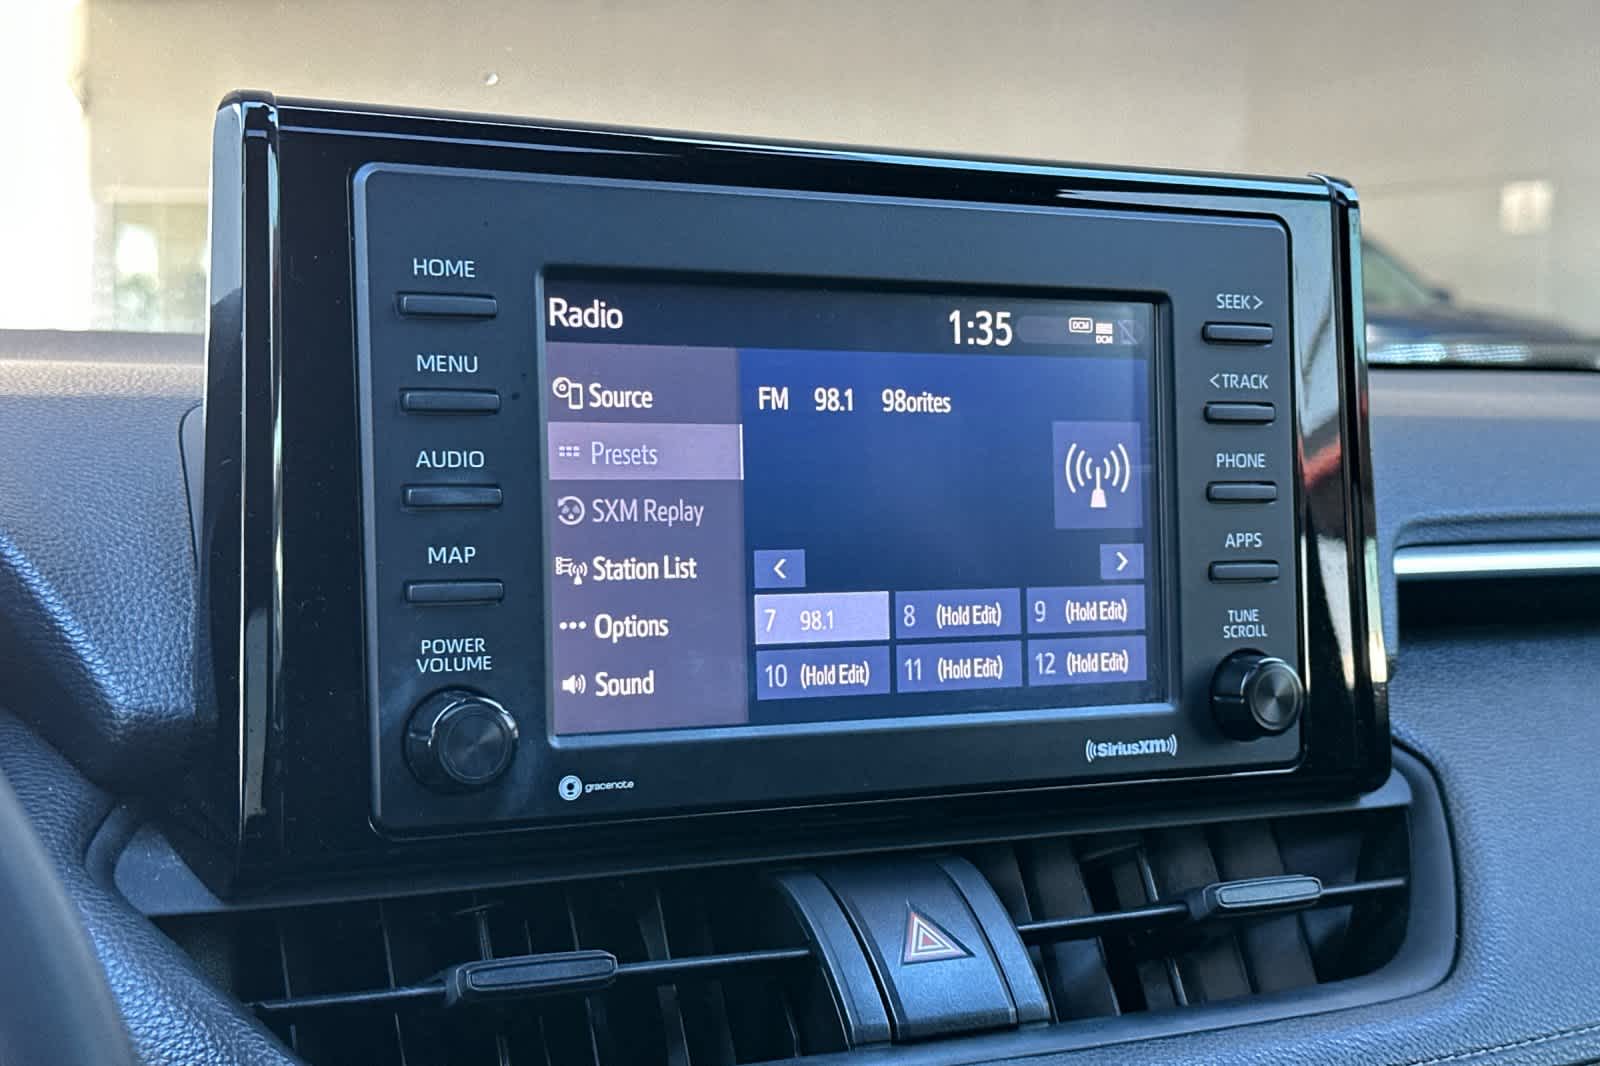 HOME
MENU
AUDIO
MAP
POWER
VOLUME
Radio
1:35
DCM
DCM
Source
Presets
SXM Replay
Station List
Options
Sound
FM 98.1 98orites
<
>
7 98.1
8 (Hold Edit)
9 (Hold Edit)
10 (Hold Edit)
11 (Hold Edit)
12 (Hold Edit)
SEEK >
< TRACK
PHONE
APPS
TUNE
SCROLL
gracenote
((SiriusXM))